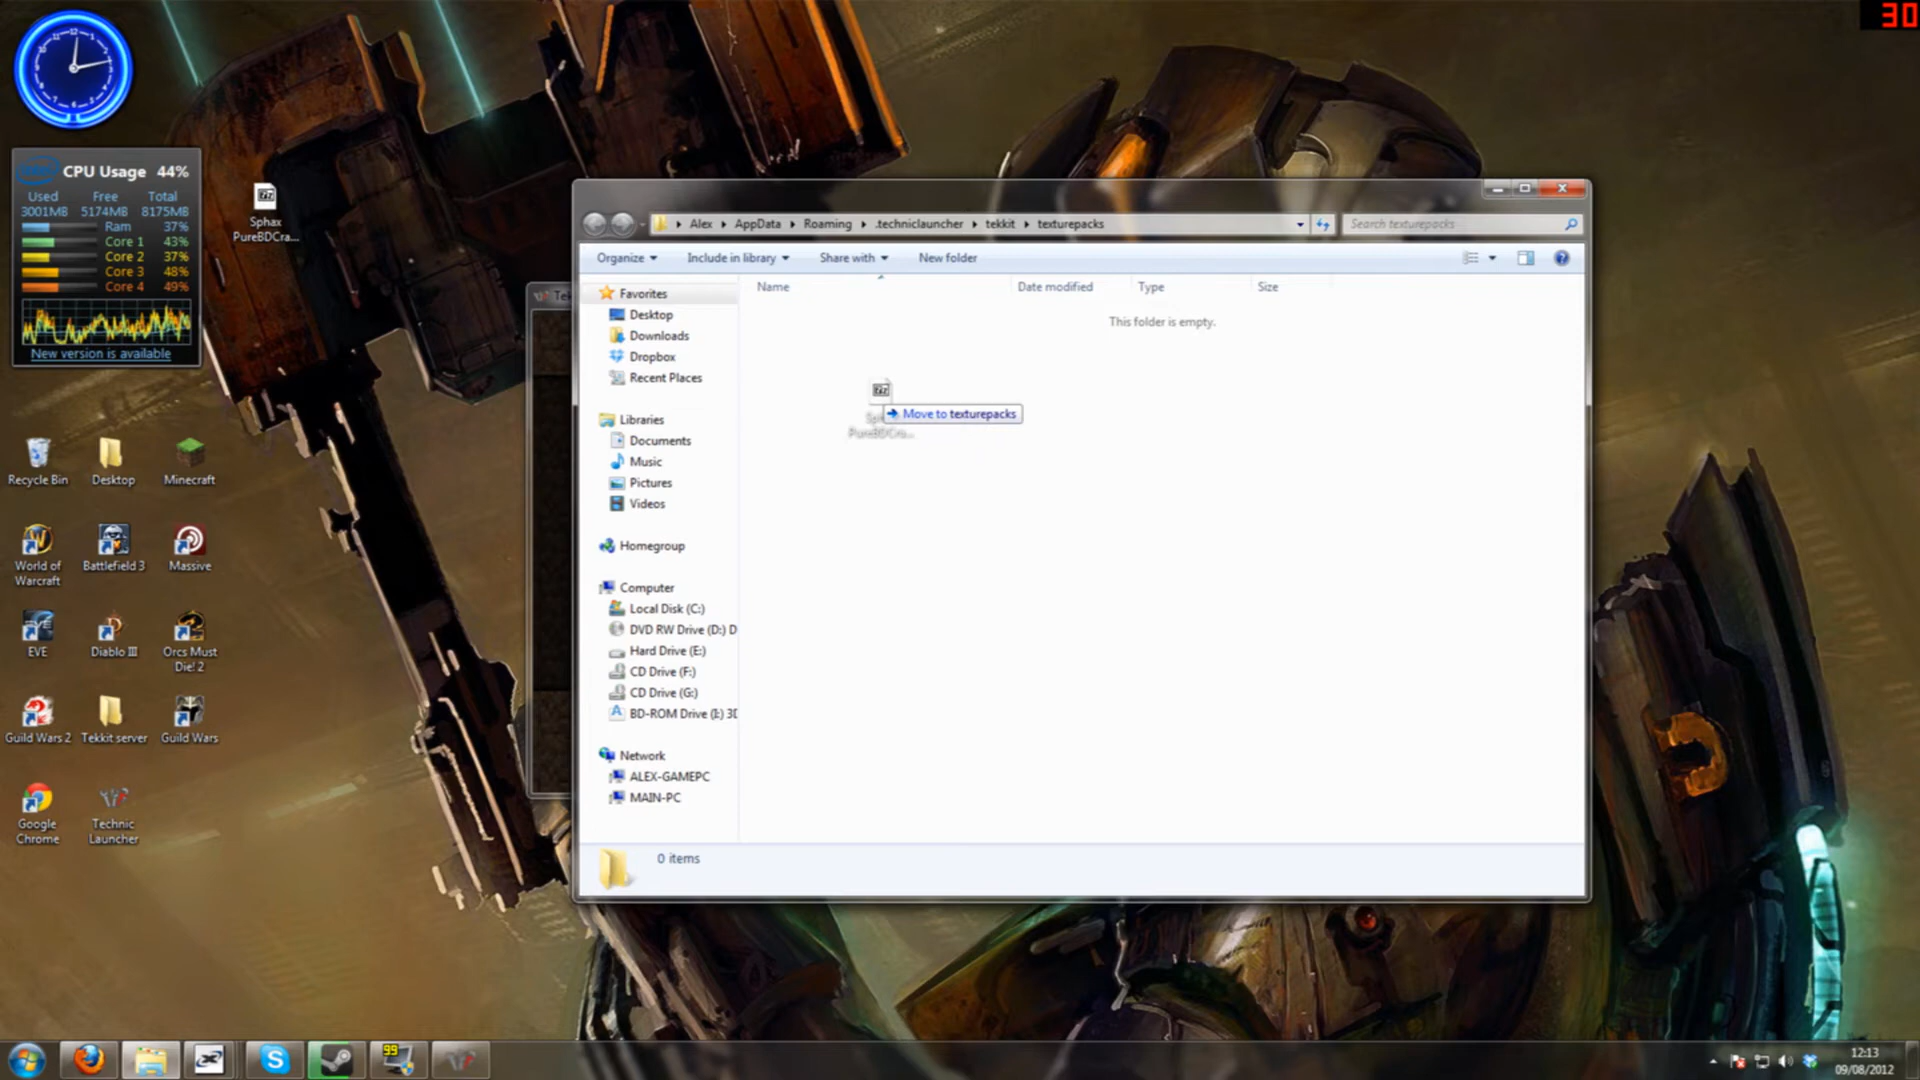 30
CPU Usage 44%
Used Free Total
3001MB 5174MB 8175MB
Ram 37%
Core 1 43%
Core 2 37%
Core 3 48%
Core 4 49%
New version is available
Sphax
PureBDCra...
Recycle Bin
Desktop
Minecraft
World of
Warcraft
Battlefield 3
Massive
EVE
Diablo III
Orcs Must
Die! 2
Guild Wars 2
Tekkit server
Guild Wars
Google
Chrome
Technic
Launcher
Alex AppData Roaming .techniclauncher tekkit texturepacks
Search texturepacks
Organize Include in library Share with New folder
Name Date modified Type Size
This folder is empty.
Favorites
Desktop
Downloads
Dropbox
Recent Places
Libraries
Documents
Music
Pictures
Videos
Homegroup
Computer
Local Disk (C:)
DVD RW Drive (D:) D
Hard Drive (E:)
CD Drive (F:)
CD Drive (G:)
BD-ROM Drive (I:) 3D
Network
ALEX-GAMEPC
MAIN-PC
Move to texturepacks
PureBDCra...
0 items
99
12:13
09/08/2012